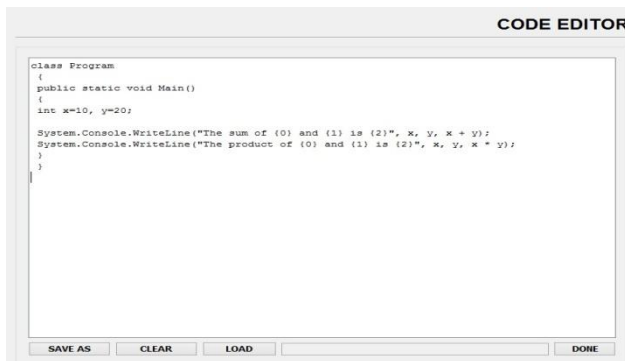 CODE EDITOR
class Program
{
public static void Main()
{
int x=10, y=20;
System.Console.WriteLine("The sum of {0} and {1} is {2}", x, y, x + y);
System.Console.WriteLine("The product of {0} and {1} is {2}", x, y, x * y);
}
}
SAVE AS
CLEAR
LOAD
DONE